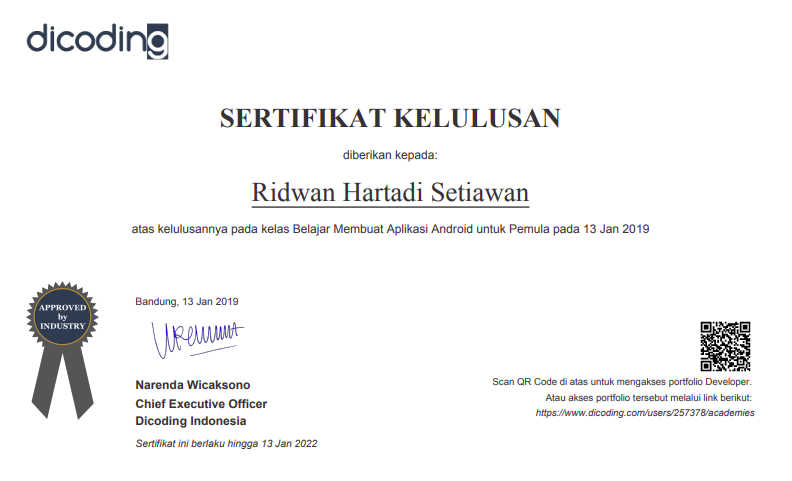 dicoding
SERTIFIKAT KELULUSAN
diberikan kepada:
Ridwan Hartadi Setiawan
atas kelulusannya pada kelas Belajar Membuat Aplikasi Android untuk Pemula pada 13 Jan 2019
APPROVED
by
INDUSTRY
Bandung, 13 Jan 2019
Narenda Wicaksono
Chief Executive Officer
Dicoding Indonesia
Sertifikat ini berlaku hingga 13 Jan 2022
Scan QR Code di atas untuk mengakses portfolio Developer.
Atau akses portfolio tersebut melalui link berikut:
https://www.dicoding.com/users/257378/academies